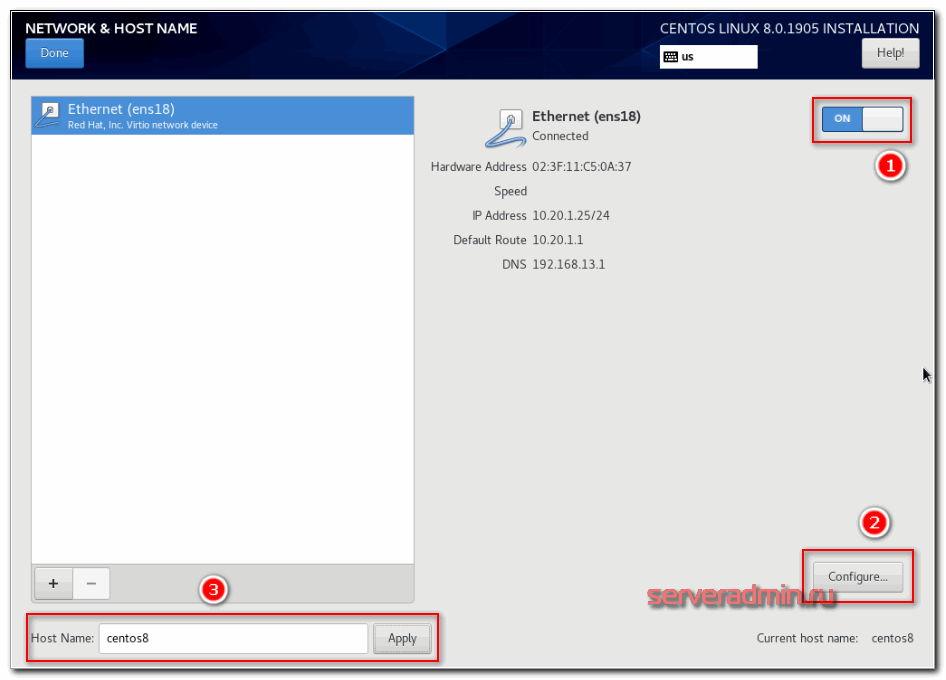 NETWORK & HOST NAME
CENTOS LINUX 8.0.1905 INSTALLATION
Done
us
Help!
Ethernet (ens18)
Red Hat, Inc. Virtio network device
Ethernet (ens18)
Connected
ON
1
Hardware Address 02:3F:11:C5:0A:37
Speed
IP Address 10.20.1.25/24
Default Route 10.20.1.1
DNS 192.168.13.1
2
Configure...
+ −
3
serveradmin.ru
Host Name: centos8 Apply
Current host name: centos8